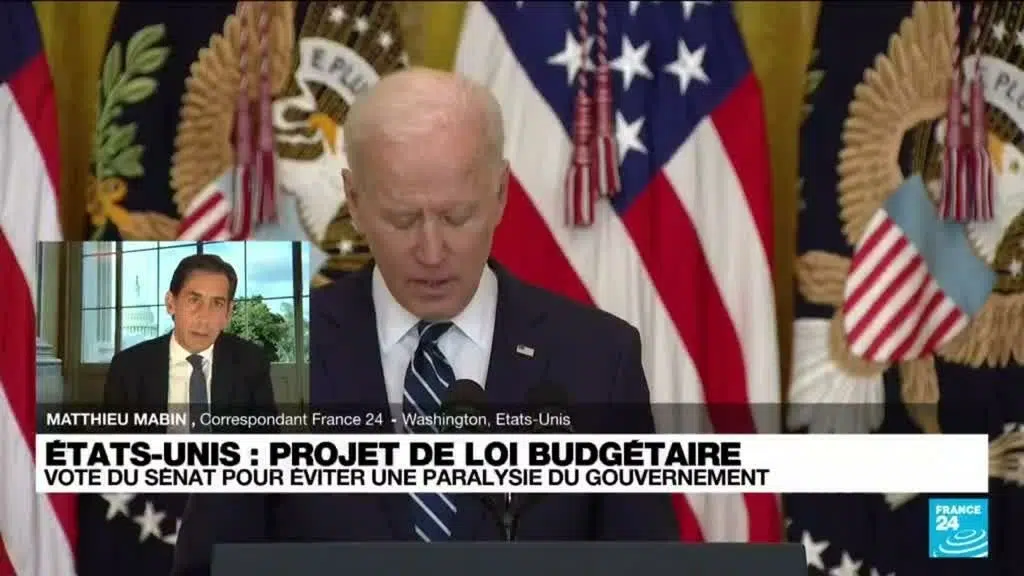 E PLU
PLURI
MATTHIEU MABIN , Correspondant France 24 - Washington, Etats-Unis
ÉTATS-UNIS : PROJET DE LOI BUDGÉTAIRE
VOTE DU SÉNAT POUR ÉVITER UNE PARALYSIE DU GOUVERNEMENT
FRANCE
24